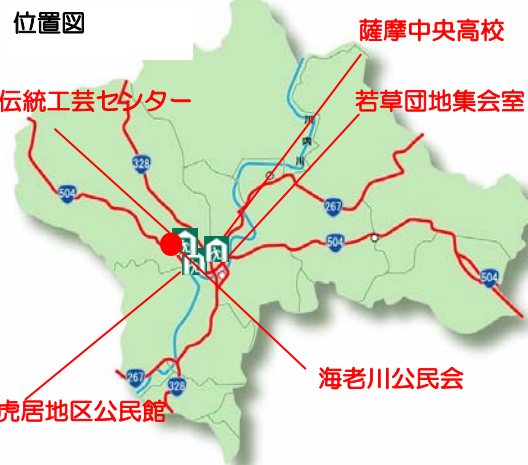 位置図
薩摩中央高校
伝統工芸センター
若草団地集会室
川
内
川
328
504
267
504
504
海老川公民会
267
328
虎居地区公民館